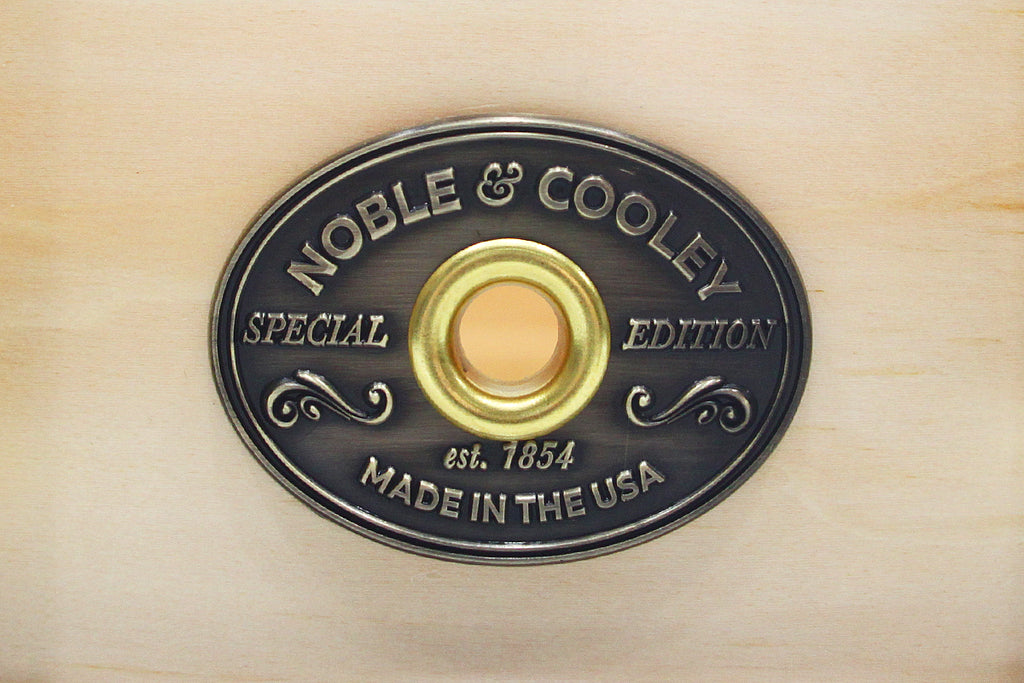 NOBLE & COOLEY
SPECIAL EDITION
est. 1854
MADE IN THE USA